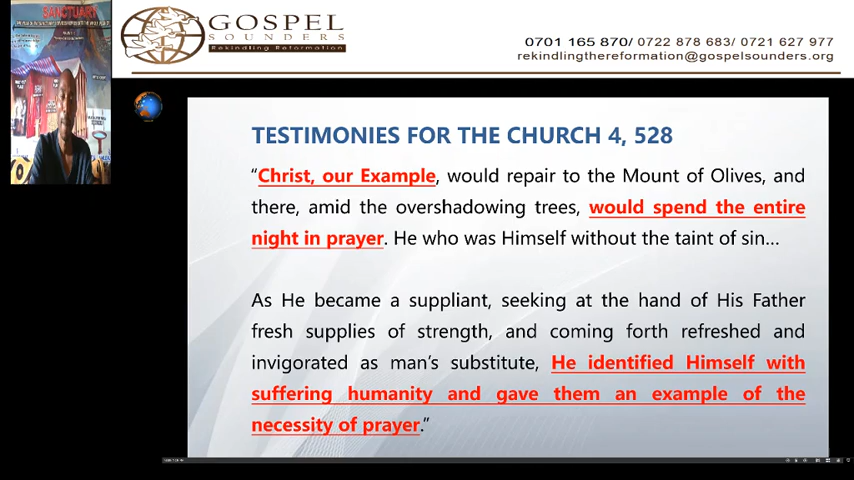 SANCTUARY
GOSPEL
SOUNDERS
Rekindling Reformation
0701 165 870/ 0722 878 683/ 0721 627 977
rekindlingthereformation@gospelsounders.org
TESTIMONIES FOR THE CHURCH 4, 528
“Christ, our Example, would repair to the Mount of Olives, and
there, amid the overshadowing trees, would spend the entire
night in prayer. He who was Himself without the taint of sin...
As He became a suppliant, seeking at the hand of His Father
fresh supplies of strength, and coming forth refreshed and
invigorated as man’s substitute, He identified Himself with
suffering humanity and gave them an example of the
necessity of prayer.”